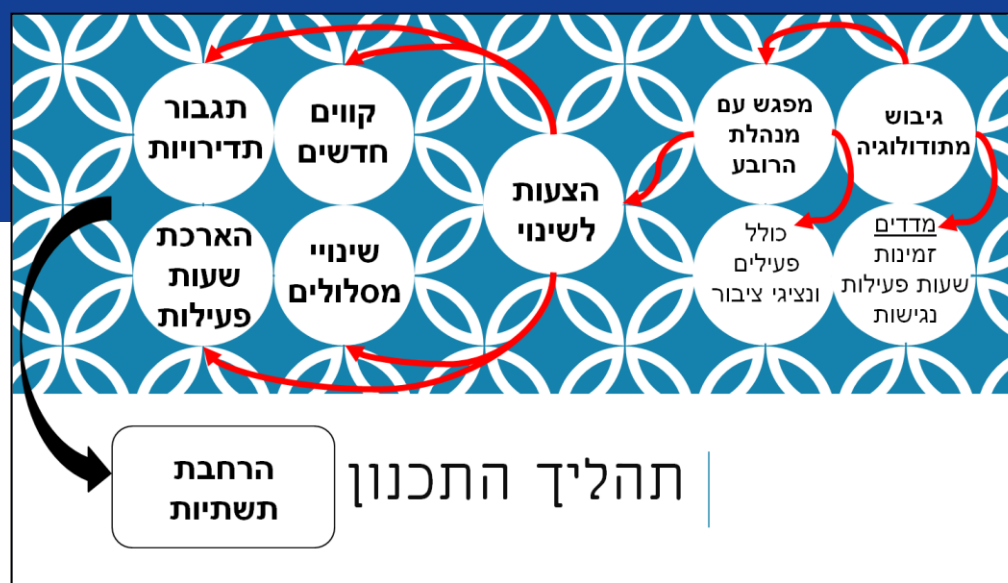 גיבוש
מתודולוגיה
מדדים
זמינות
שעות פעילות
נגישות
מפגש עם
מנהלת
הרובע
כולל
פעילים
ונציגי ציבור
הצעות
לשינוי
קווים
חדשים
תגבור
תדירויות
שינויי
מסלולים
הארכת
שעות
פעילות
תהליך התכנון
הרחבת
תשתיות